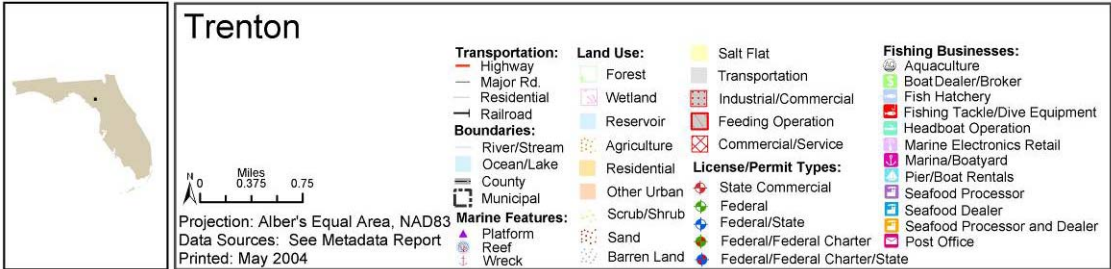 Trenton
N
Miles
0 0.375 0.75
Projection: Alber's Equal Area, NAD83
Data Sources: See Metadata Report
Printed: May 2004
Transportation:
Highway
Major Rd.
Residential
Railroad
Boundaries:
River/Stream
Ocean/Lake
County
Municipal
Marine Features:
Platform
Reef
Wreck
Land Use:
Forest
Wetland
Reservoir
Agriculture
Residential
Other Urban
Scrub/Shrub
Sand
Barren Land
Salt Flat
Transportation
Industrial/Commercial
Feeding Operation
Commercial/Service
License/Permit Types:
State Commercial
Federal
Federal/State
Federal/Federal Charter
Federal/Federal Charter/State
Fishing Businesses:
Aquaculture
Boat Dealer/Broker
Fish Hatchery
Fishing Tackle/Dive Equipment
Headboat Operation
Marine Electronics Retail
Marina/Boatyard
Pier/Boat Rentals
Seafood Processor
Seafood Dealer
Seafood Processor and Dealer
Post Office